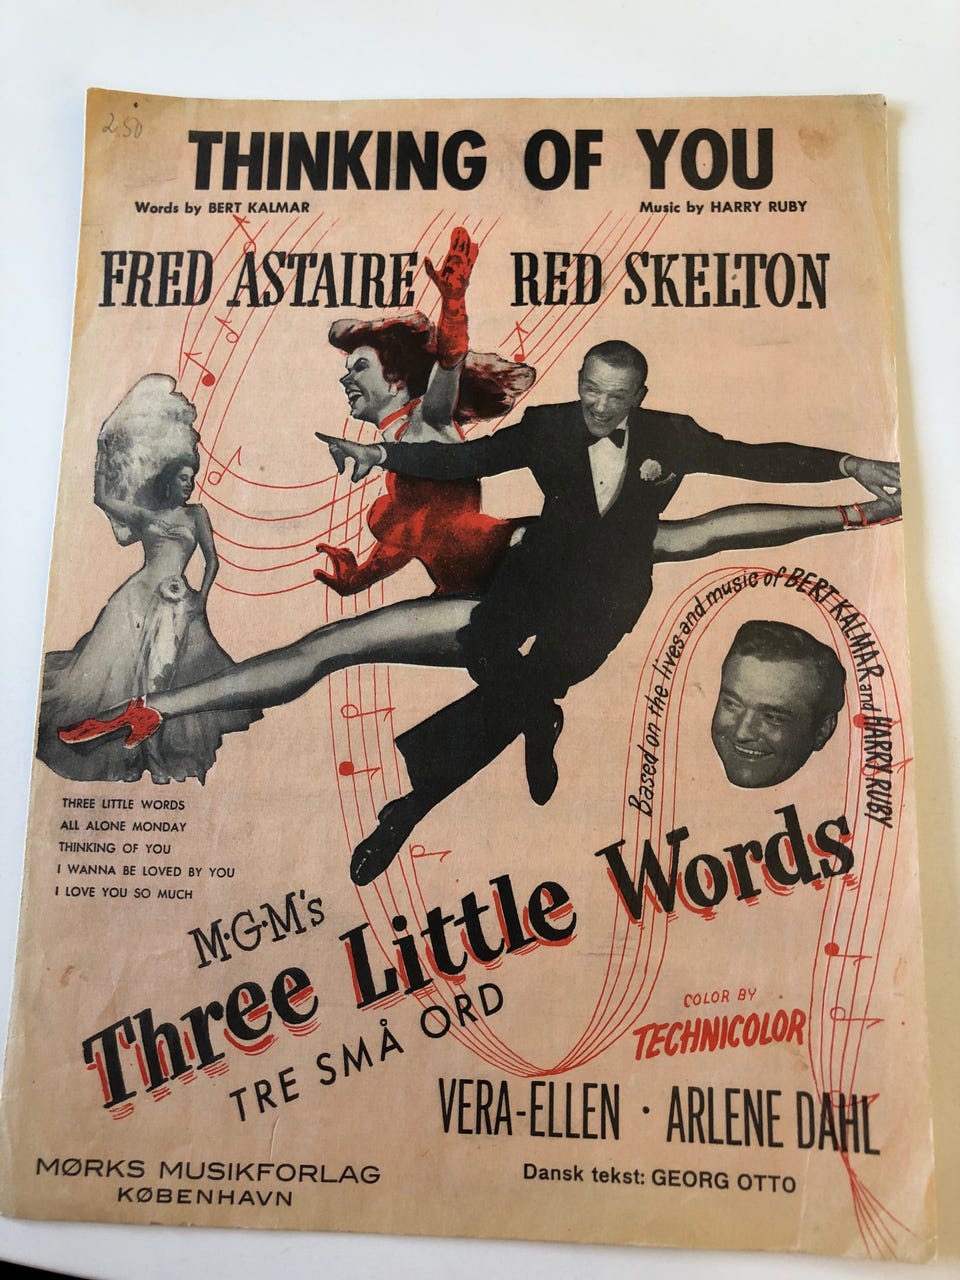 2.50
THINKING OF YOU
Words by BERT KALMAR
Music by HARRY RUBY
FRED ASTAIRE
RED SKELTON
Based on the lives and music of BERT KALMAR and HARRY RUBY
THREE LITTLE WORDS
ALL ALONE MONDAY
THINKING OF YOU
I WANNA BE LOVED BY YOU
I LOVE YOU SO MUCH
M·G·M's
Three Little Words
TRE SMÅ ORD
COLOR BY
TECHNICOLOR
VERA-ELLEN · ARLENE DAHL
Dansk tekst: GEORG OTTO
MØRKS MUSIKFORLAG
KØBENHAVN